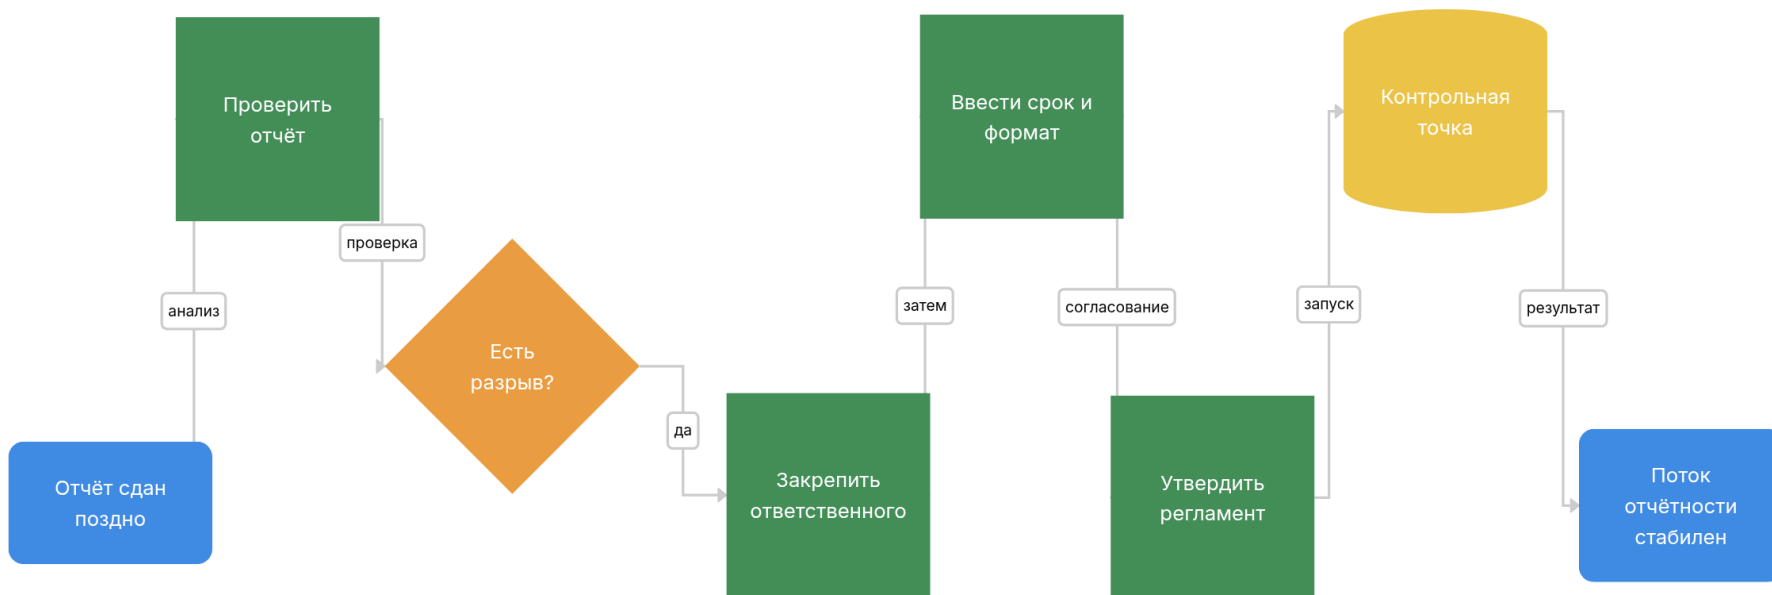 Отчёт сдан
поздно
анализ
Проверить
отчёт
проверка
Есть
разрыв?
да
Закрепить
ответственного
затем
Ввести срок и
формат
согласование
Утвердить
регламент
запуск
Контрольная
точка
результат
Поток
отчётности
стабилен